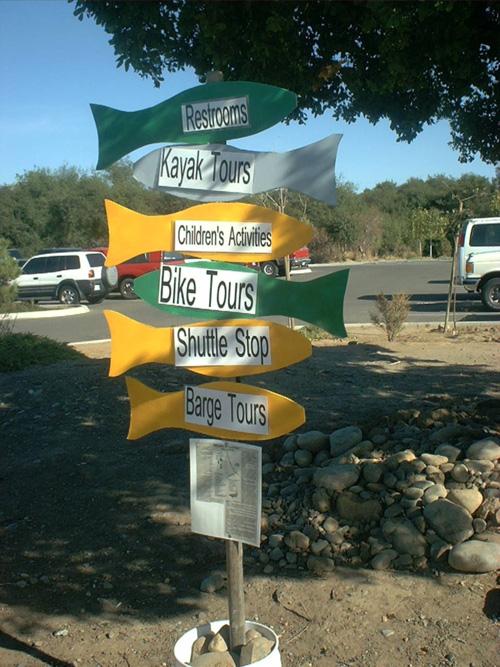 Restrooms
Kayak Tours
Children's Activities
Bike Tours
Shuttle Stop
Barge Tours